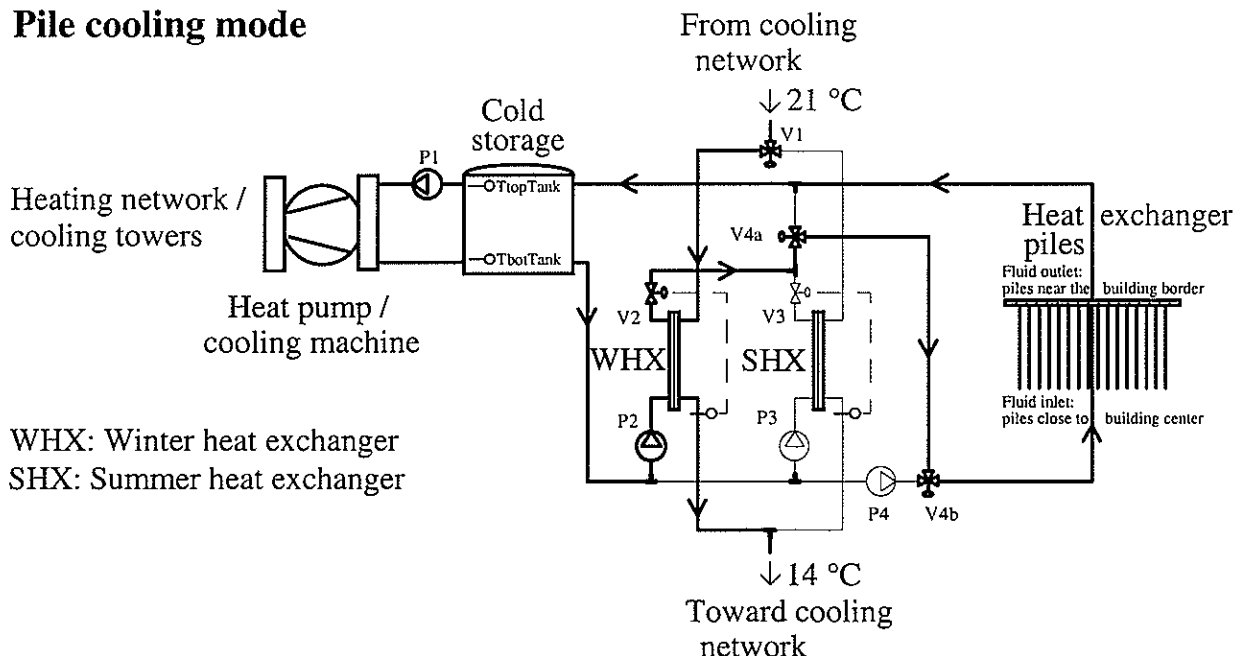 Pile cooling mode
From cooling
network
21 °C
V1
Cold
storage
P1
TtopTank
TbotTank
Heating network /
cooling towers
Heat pump /
cooling machine
V4a
Heat exchanger
piles
Fluid outlet:
piles near the building border
V2
V3
WHX
SHX
Fluid inlet:
piles close to building center
P2
P3
WHX: Winter heat exchanger
SHX: Summer heat exchanger
P4
V4b
14 °C
Toward cooling
network